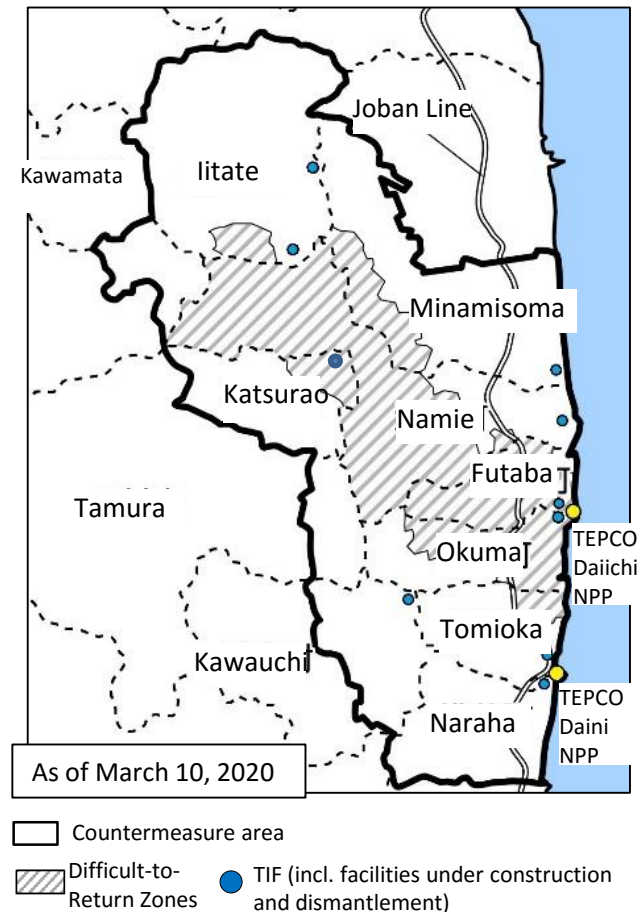 Joban Line
Kawamata
Iitate
Minamisoma
Katsurao
Namie
Futaba
Tamura
Okuma
TEPCO
Daiichi
NPP
Tomioka
Kawauchi
TEPCO
Daini
NPP
Naraha
As of March 10, 2020
Countermeasure area
Difficult-to-
Return Zones
TIF (incl. facilities under construction
and dismantlement)